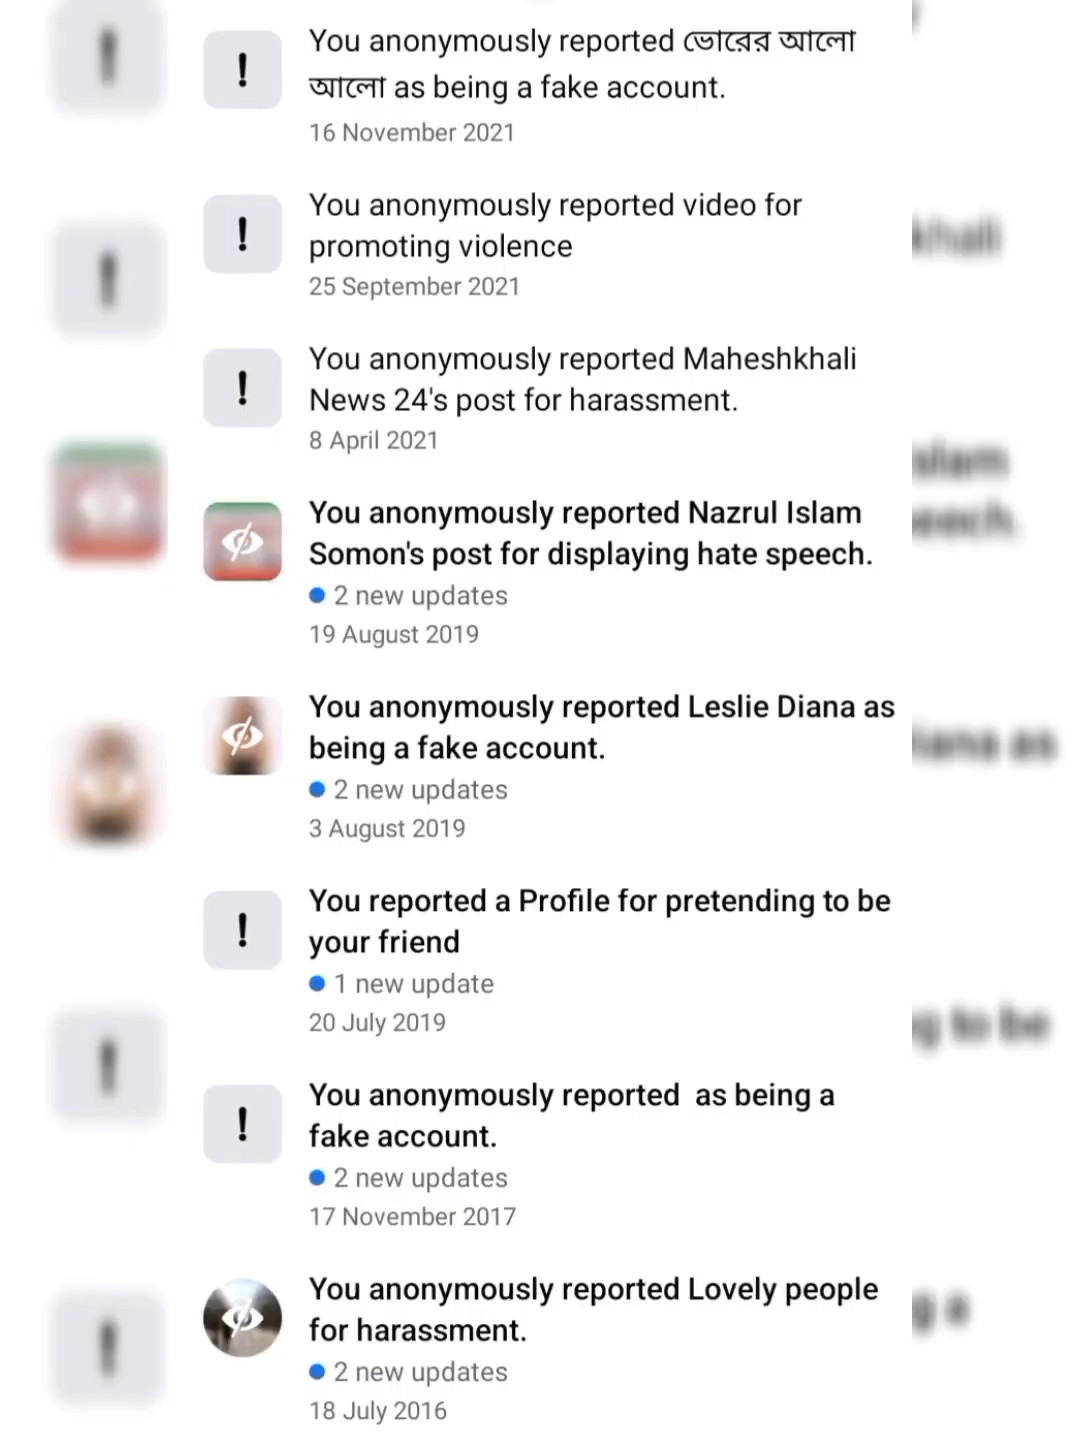 You anonymously reported ভোরের আলো
আলো as being a fake account.
16 November 2021
You anonymously reported video for
promoting violence
25 September 2021
You anonymously reported Maheshkhali
News 24's post for harassment.
8 April 2021
You anonymously reported Nazrul Islam
Somon's post for displaying hate speech.
2 new updates
19 August 2019
You anonymously reported Leslie Diana as
being a fake account.
2 new updates
3 August 2019
You reported a Profile for pretending to be
your friend
1 new update
20 July 2019
You anonymously reported  as being a
fake account.
2 new updates
17 November 2017
You anonymously reported Lovely people
for harassment.
2 new updates
18 July 2016